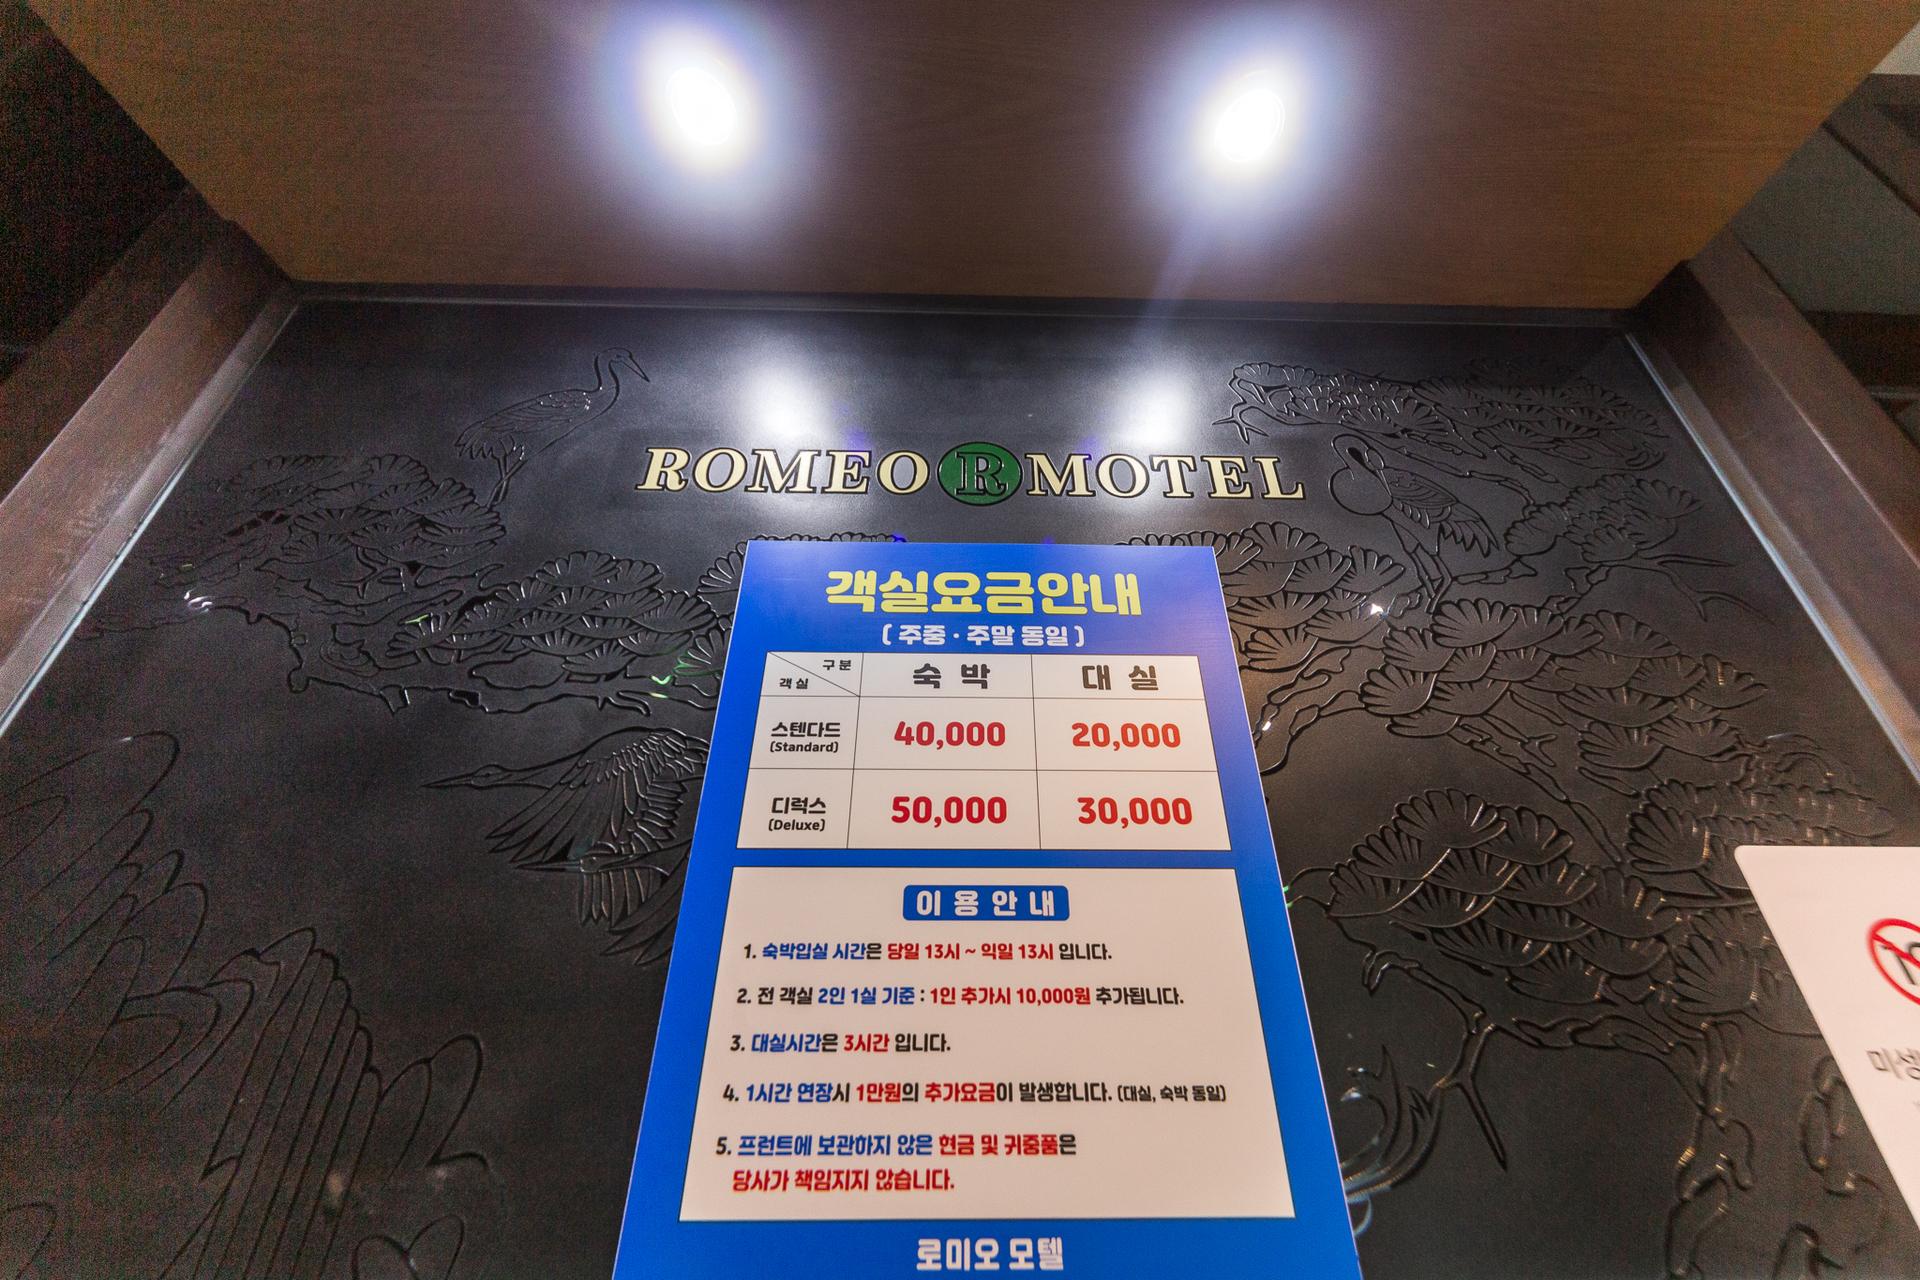 ROMEO R MOTEL
객실요금안내
( 주중 · 주말 동일 )
구분
객실
숙 박 대 실
스텐다드 40,000 20,000
(Standard)
디럭스 50,000 30,000
(Deluxe)
이 용 안 내
1. 숙박입실 시간은 당일 13시 ~ 익일 13시 입니다.
2. 전 객실 2인 1실 기준 : 1인 추가시 10,000원 추가됩니다.
3. 대실시간은 3시간 입니다.
4. 1시간 연장시 1만원의 추가요금이 발생합니다. (대실, 숙박 동일)
5. 프런트에 보관하지 않은 현금 및 귀중품은
당사가 책임지지 않습니다.
로미오 모텔